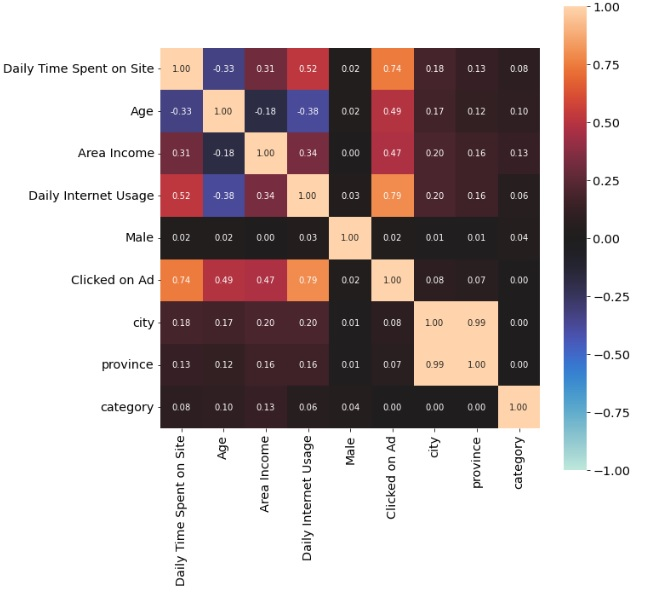 1.00
Daily Time Spent on Site 1.00 -0.33 0.31 0.52 0.02 0.74 0.18 0.13 0.08
0.75
Age -0.33 1.00 -0.18 -0.38 0.02 0.49 0.17 0.12 0.10
0.50
Area Income 0.31 -0.18 1.00 0.34 0.00 0.47 0.20 0.16 0.13
0.25
Daily Internet Usage 0.52 -0.38 0.34 1.00 0.03 0.79 0.20 0.16 0.06
Male 0.02 0.02 0.00 0.03 1.00 0.02 0.01 0.01 0.04
0.00
Clicked on Ad 0.74 0.49 0.47 0.79 0.02 1.00 0.08 0.07 0.00
−0.25
city 0.18 0.17 0.20 0.20 0.01 0.08 1.00 0.99 0.00
−0.50
province 0.13 0.12 0.16 0.16 0.01 0.07 0.99 1.00 0.00
category 0.08 0.10 0.13 0.06 0.04 0.00 0.00 0.00 1.00
−0.75
−1.00
Daily Time Spent on Site
Age
Area Income
Daily Internet Usage
Male
Clicked on Ad
city
province
category